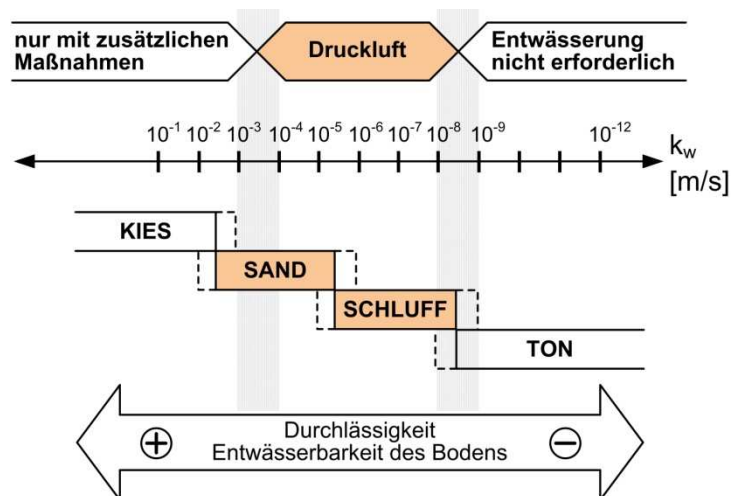 nur mit zusätzlichen
Maßnahmen
Druckluft
Entwässerung
nicht erforderlich
10⁻¹ 10⁻² 10⁻³ 10⁻⁴ 10⁻⁵ 10⁻⁶ 10⁻⁷ 10⁻⁸ 10⁻⁹ 10⁻¹²
k_w
[m/s]
KIES
SAND
SCHLUFF
TON
+ Durchlässigkeit −
Entwässerbarkeit des Bodens